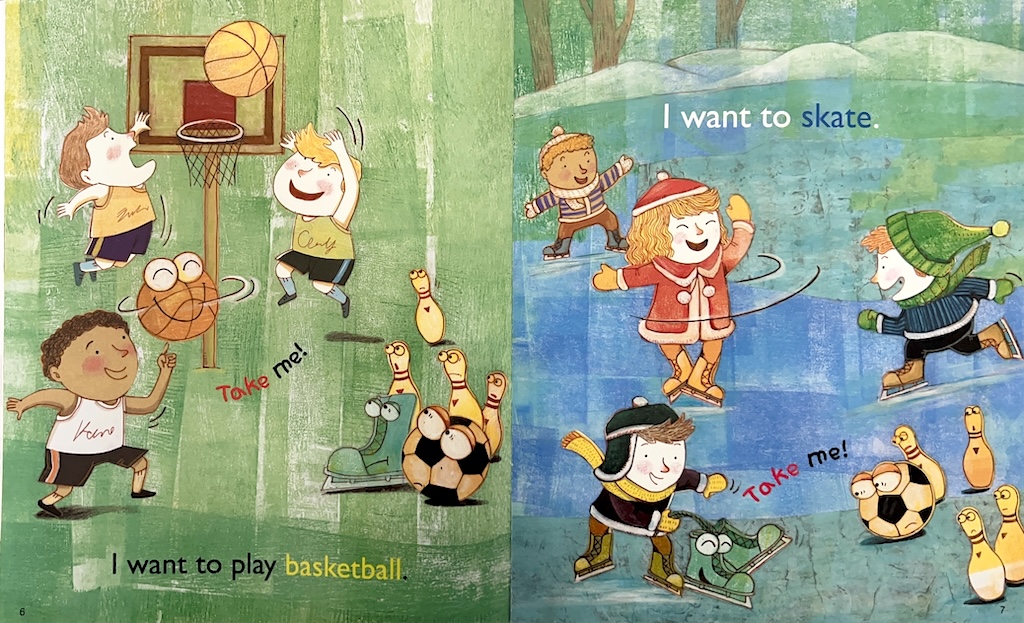 Take me!
I want to play basketball.
6
I want to skate.
Take me!
7